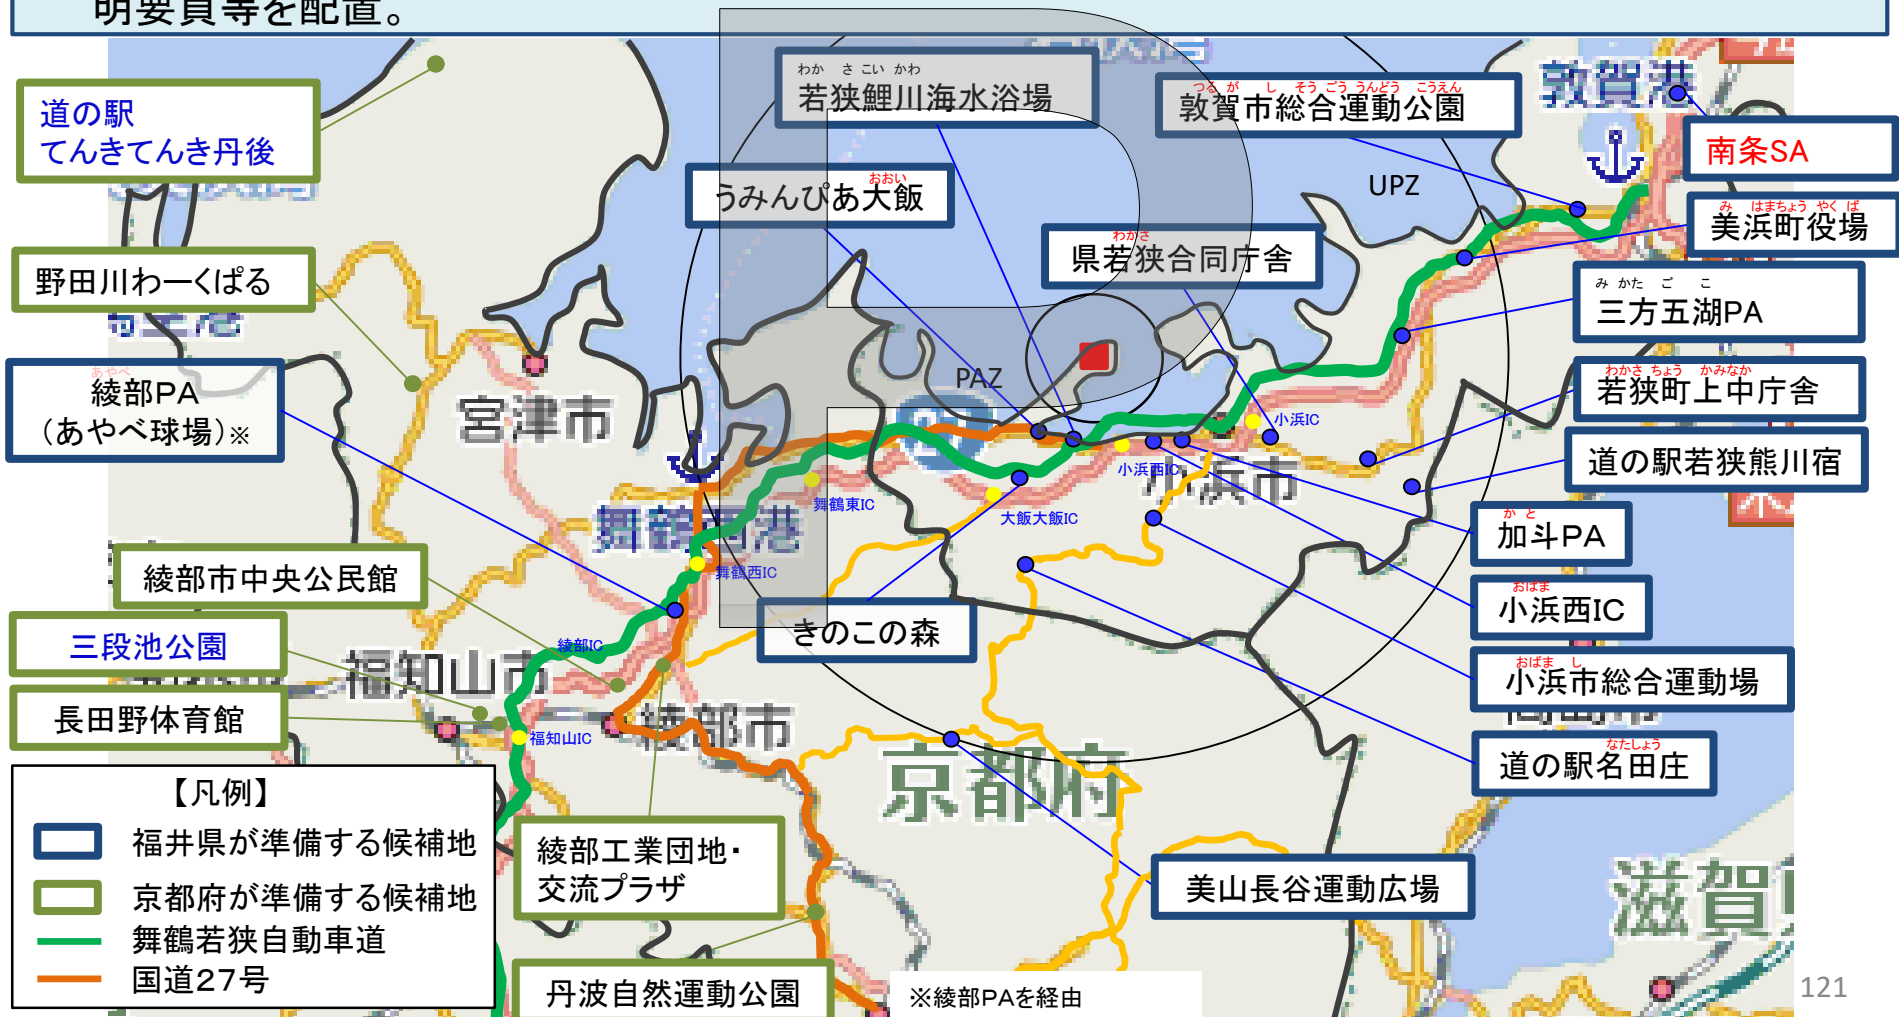 明要員等を配置。
わか さ こい かわ
若狭鯉川海水浴場
つる が し そう ごう うんどう こうえん
敦賀市総合運動公園
敦賀港
道の駅
てんきてんき丹後
南条SA
うみんぴあ大飯
おおい
UPZ
み はまちょう やく ば
美浜町役場
わかさ
県若狭合同庁舎
野田川わーくぱる
み かた ご こ
三方五湖PA
PAZ
あやべ
綾部PA
(あやべ球場)※
宮津市
わかさ ちょう かみなか
若狭町上中庁舎
小浜IC
小浜西IC
小浜市
道の駅若狭熊川宿
舞鶴東IC
大飯大飯IC
舞鶴西港
か と
加斗PA
綾部市中央公民館
舞鶴西IC
おばま
小浜西IC
きのこの森
三段池公園
綾部IC
福知山市
おばま し
小浜市総合運動場
長田野体育館
福知山IC
綾部市
京都府
なたしょう
道の駅名田庄
【凡例】
福井県が準備する候補地
京都府が準備する候補地
舞鶴若狭自動車道
国道27号
綾部工業団地・
交流プラザ
美山長谷運動広場
滋賀
丹波自然運動公園
※綾部PAを経由
121